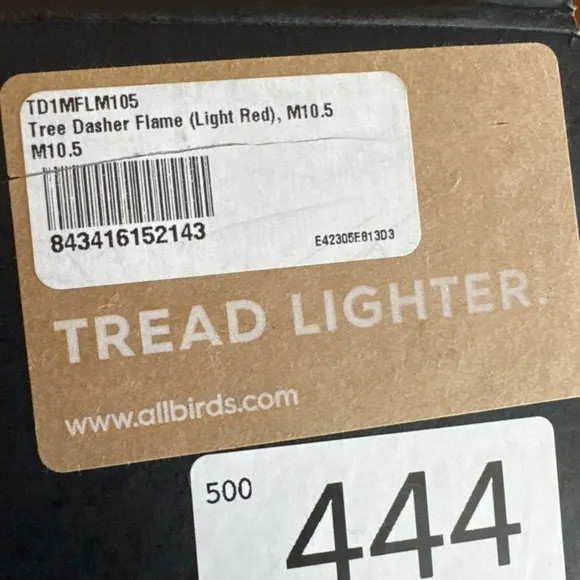 TD1MFLM105
Tree Dasher Flame (Light Red), M10.5
M10.5
843416152143
E42305E813D3
TREAD LIGHTER.
www.allbirds.com
500
444